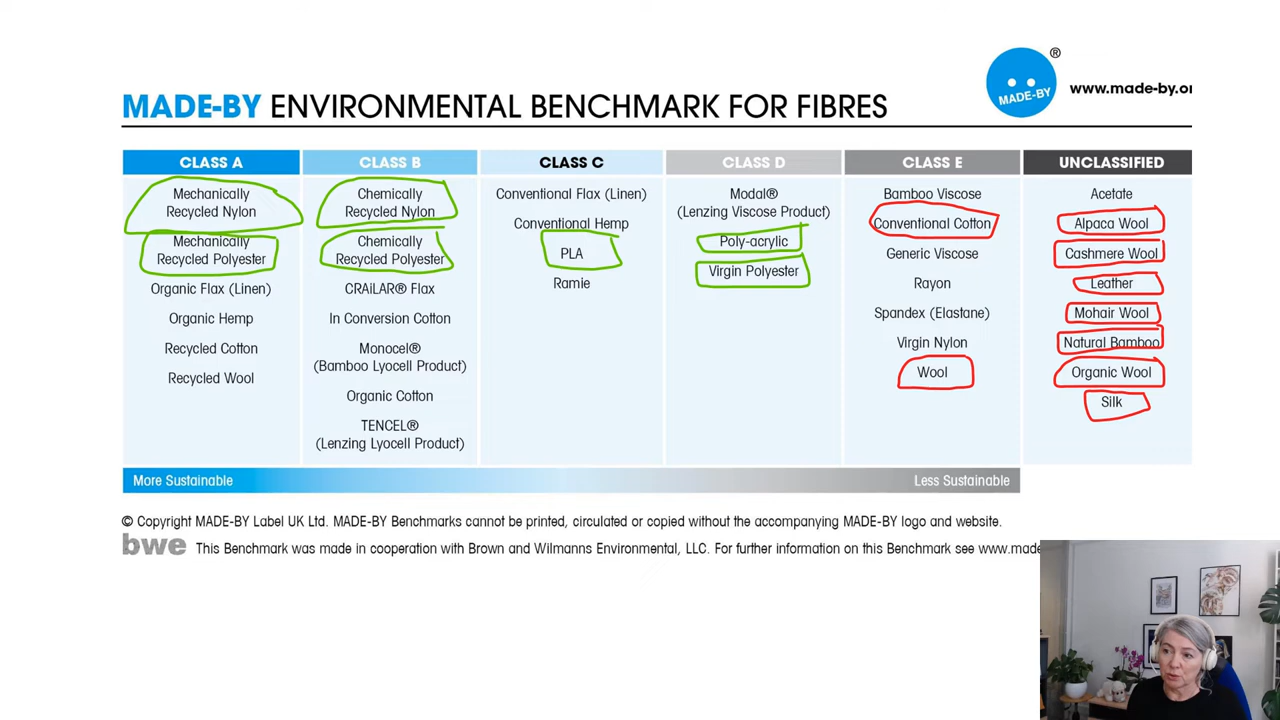 MADE-BY ENVIRONMENTAL BENCHMARK FOR FIBRES
MADE-BY
®
www.made-by.or
CLASS A
Mechanically
Recycled Nylon
Mechanically
Recycled Polyester
Organic Flax (Linen)
Organic Hemp
Recycled Cotton
Recycled Wool
CLASS B
Chemically
Recycled Nylon
Chemically
Recycled Polyester
CRAiLAR® Flax
In Conversion Cotton
Monocel®
(Bamboo Lyocell Product)
Organic Cotton
TENCEL®
(Lenzing Lyocell Product)
CLASS C
Conventional Flax (Linen)
Conventional Hemp
PLA
Ramie
CLASS D
Modal®
(Lenzing Viscose Product)
Poly-acrylic
Virgin Polyester
CLASS E
Bamboo Viscose
Conventional Cotton
Generic Viscose
Rayon
Spandex (Elastane)
Virgin Nylon
Wool
UNCLASSIFIED
Acetate
Alpaca Wool
Cashmere Wool
Leather
Mohair Wool
Natural Bamboo
Organic Wool
Silk
More Sustainable
Less Sustainable
© Copyright MADE-BY Label UK Ltd. MADE-BY Benchmarks cannot be printed, circulated or copied without the accompanying MADE-BY logo and website.
bwe This Benchmark was made in cooperation with Brown and Wilmanns Environmental, LLC. For further information on this Benchmark see www.made